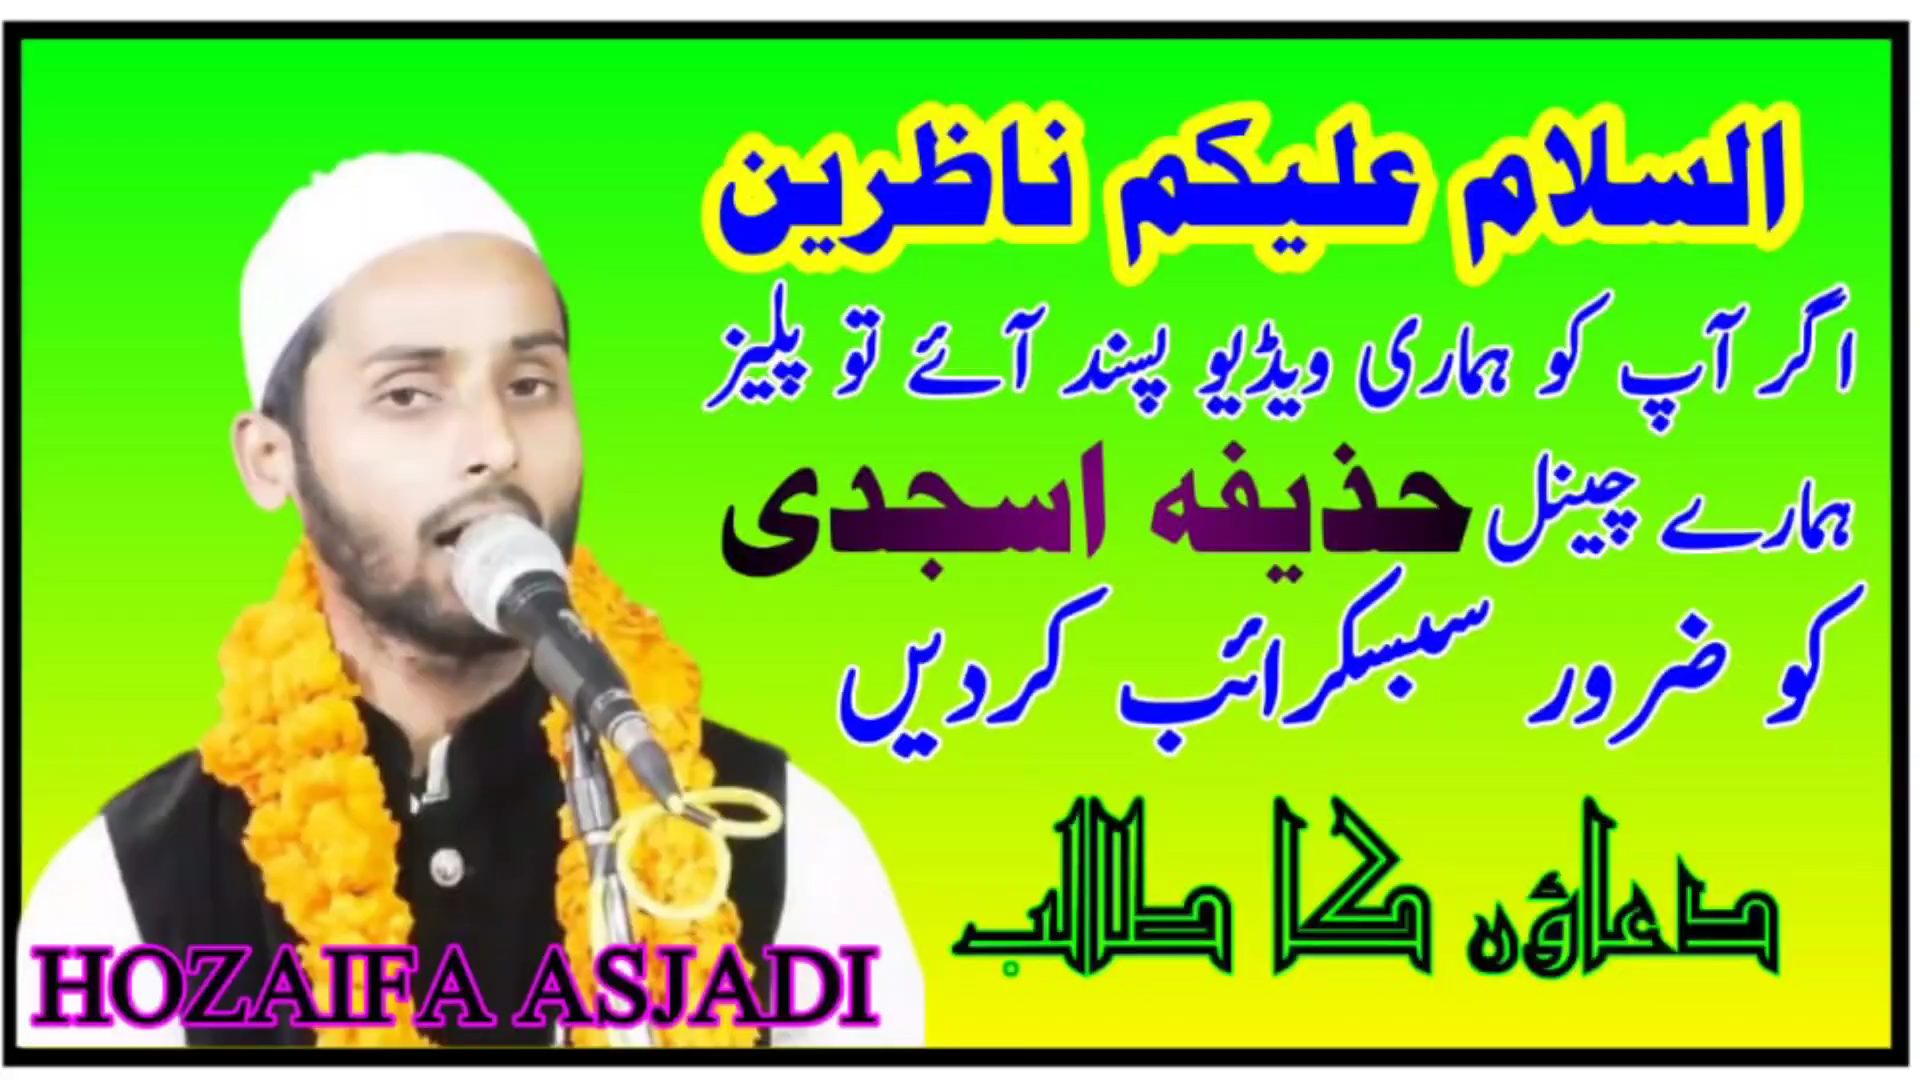 السلام علیکم ناظرین
اگر آپ کو ہماری ویڈیو پسند آئے تو پلیز
ہمارے چینل حذیفہ اسجدی
کو ضرور سبسکرائب کردیں
دعاؤں کا طالب
HOZAIFA ASJADI